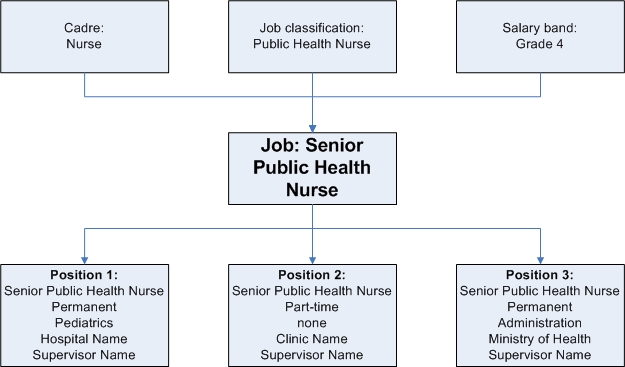 Cadre:
Nurse
Job classification:
Public Health Nurse
Salary band:
Grade 4
Job: Senior
Public Health
Nurse
Position 1:
Senior Public Health Nurse
Permanent
Pediatrics
Hospital Name
Supervisor Name
Position 2:
Senior Public Health Nurse
Part-time
none
Clinic Name
Supervisor Name
Position 3:
Senior Public Health Nurse
Permanent
Administration
Ministry of Health
Supervisor Name